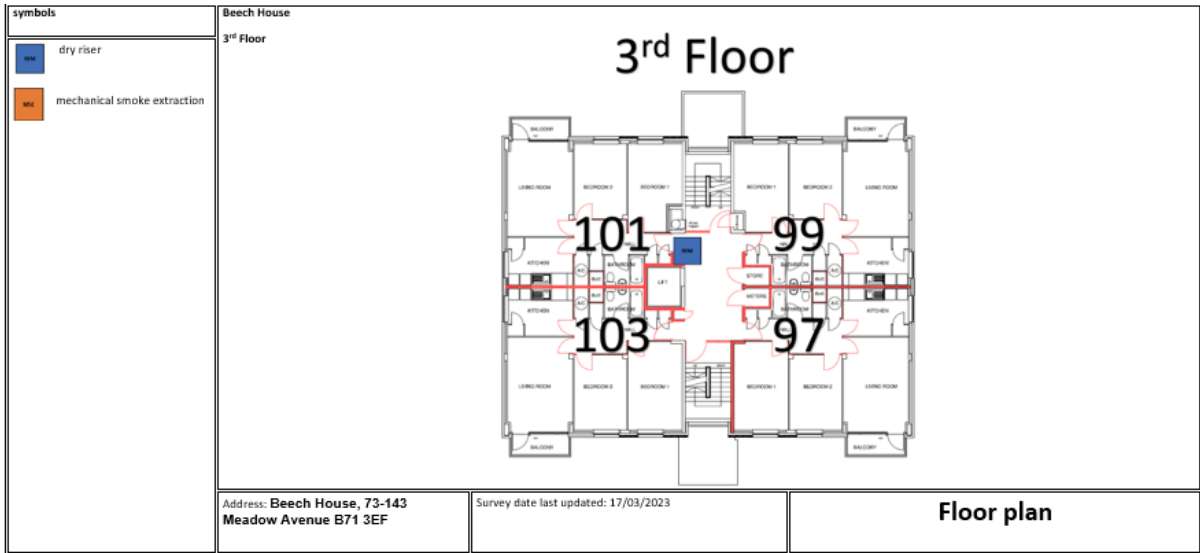 symbols
dry riser
MSE
mechanical smoke extraction
Beech House
3rd Floor
3rd Floor
BALCONY
BALCONY
LIVING ROOM
BEDROOM 2
BEDROOM 1
BEDROOM 1
BEDROOM 2
LIVING ROOM
101
99
KITCHEN
BATHROOM
LIFT
STORE
BATHROOM
KITCHEN
METERS
KITCHEN
BATHROOM
BATHROOM
KITCHEN
103
97
LIVING ROOM
BEDROOM 2
BEDROOM 1
BEDROOM 1
BEDROOM 2
LIVING ROOM
BALCONY
BALCONY
Address: Beech House, 73-143
Meadow Avenue B71 3EF
Survey date last updated: 17/03/2023
Floor plan